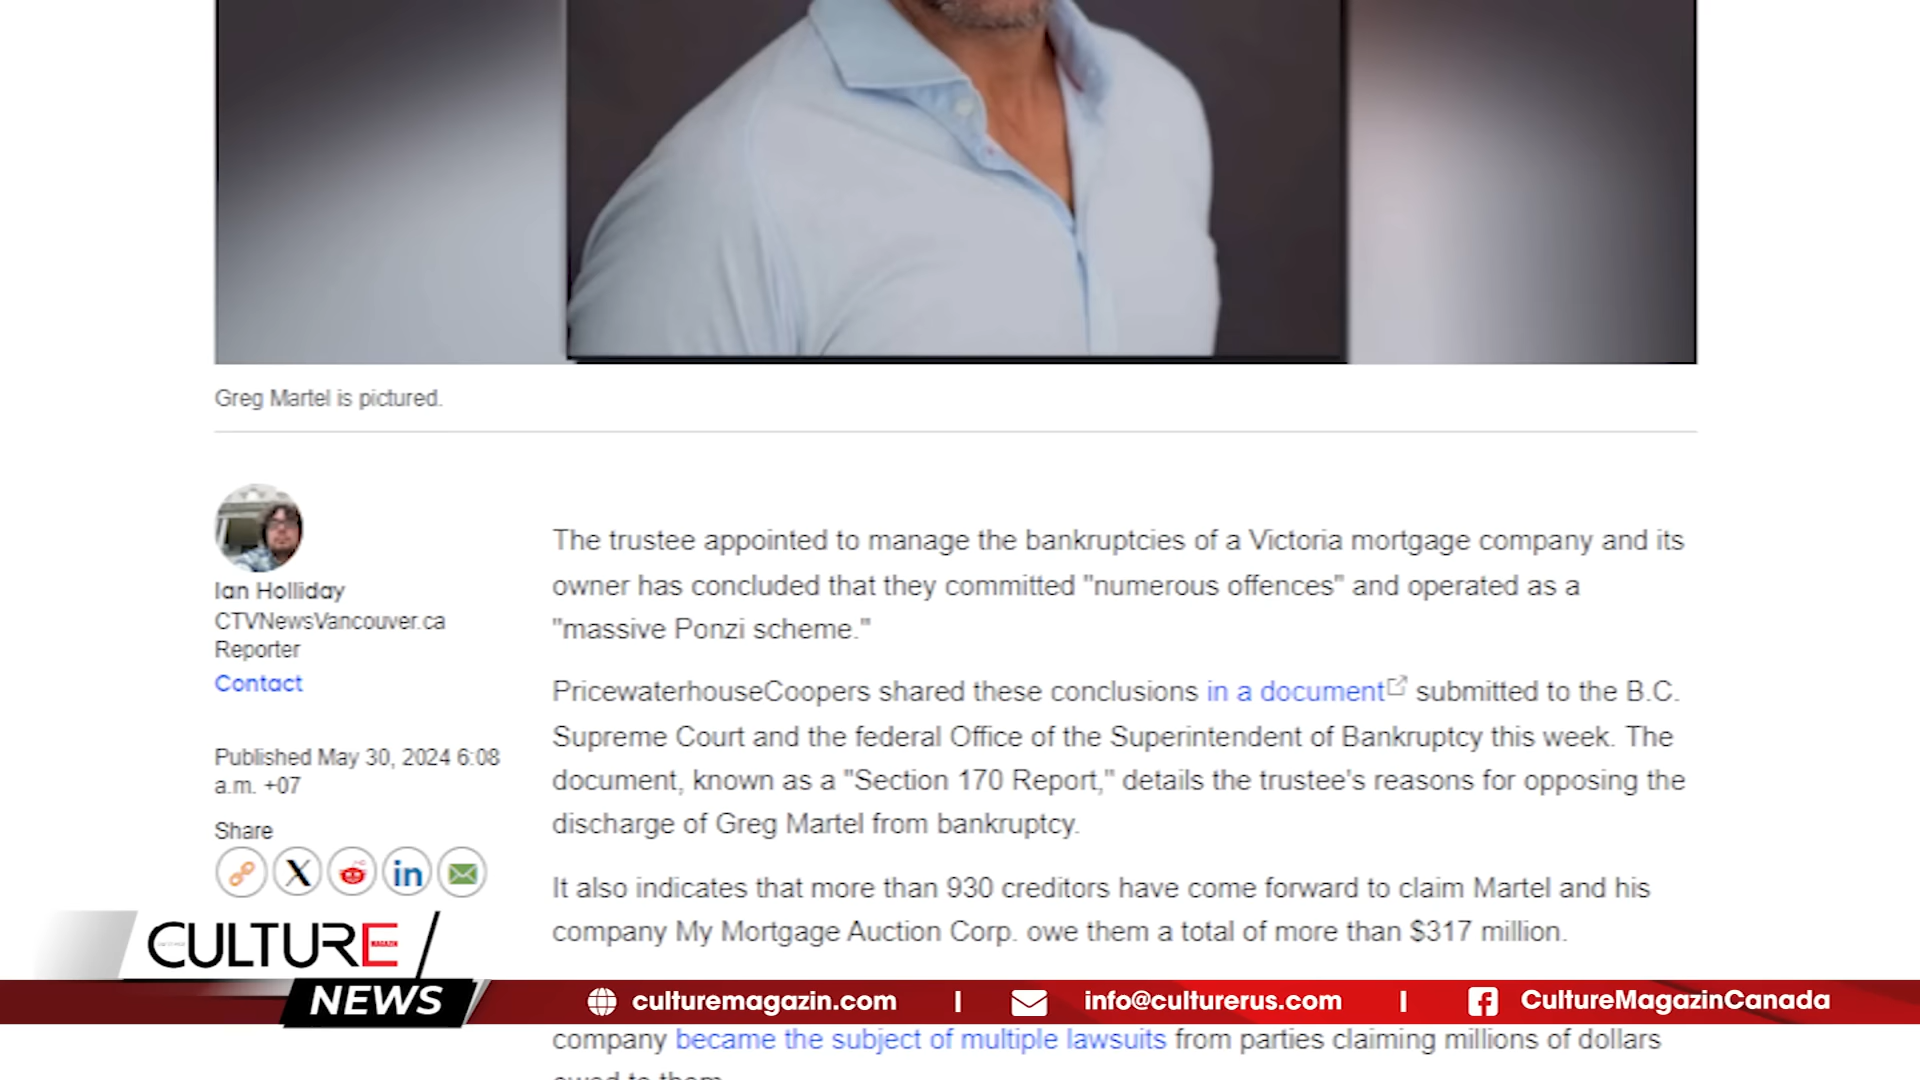 Greg Martel is pictured.
Ian Holliday
CTVNewsVancouver.ca
Reporter
Contact
Published May 30, 2024 6:08
a.m. +07
Share
The trustee appointed to manage the bankruptcies of a Victoria mortgage company and its
owner has concluded that they committed "numerous offences" and operated as a
"massive Ponzi scheme."
PricewaterhouseCoopers shared these conclusions in a document submitted to the B.C.
Supreme Court and the federal Office of the Superintendent of Bankruptcy this week. The
document, known as a "Section 170 Report," details the trustee's reasons for opposing the
discharge of Greg Martel from bankruptcy.
It also indicates that more than 930 creditors have come forward to claim Martel and his
company My Mortgage Auction Corp. owe them a total of more than $317 million.
company became the subject of multiple lawsuits from parties claiming millions of dollars
CULTURE
MAGAZIN
NEWS
culturemagazin.com | info@culturerus.com | CultureMagazinCanada